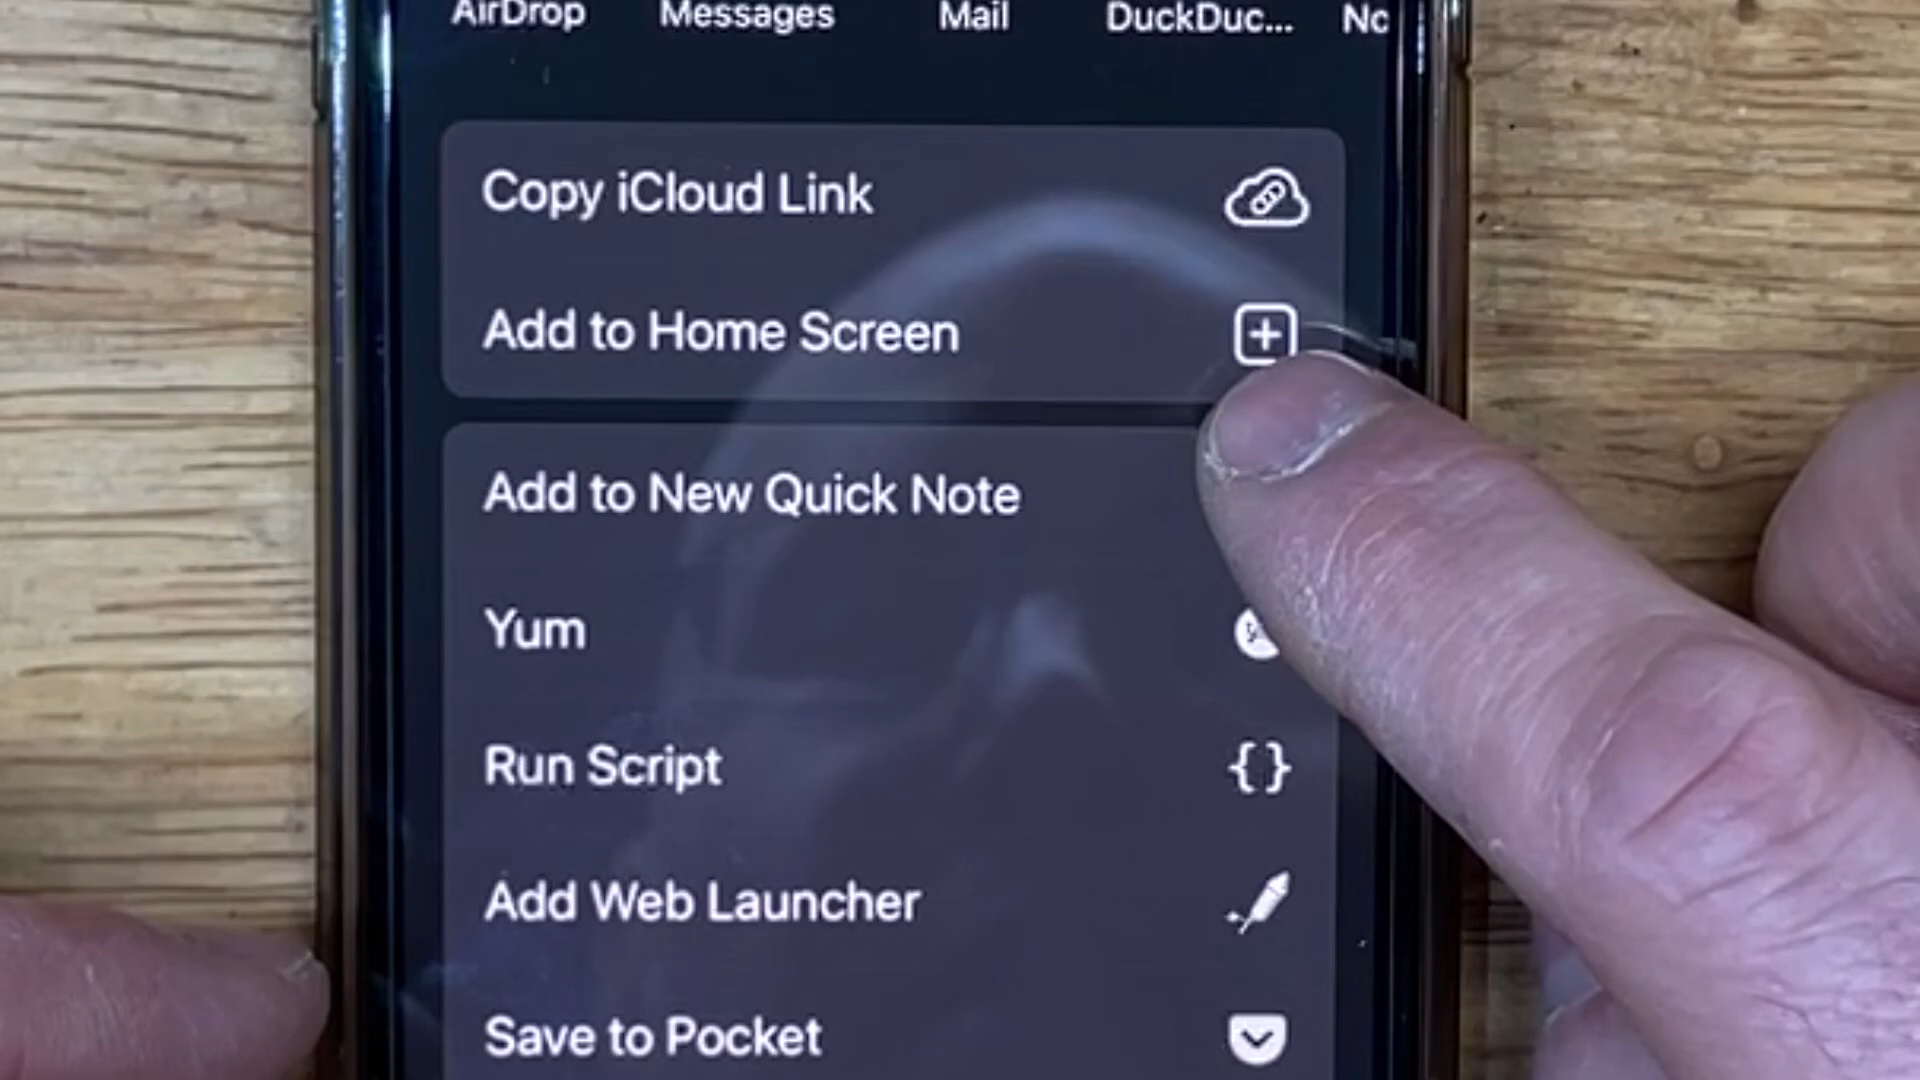 AirDrop Messages Mail DuckDuc... No
Copy iCloud Link
Add to Home Screen
Add to New Quick Note
Yum
Run Script
Add Web Launcher
Save to Pocket